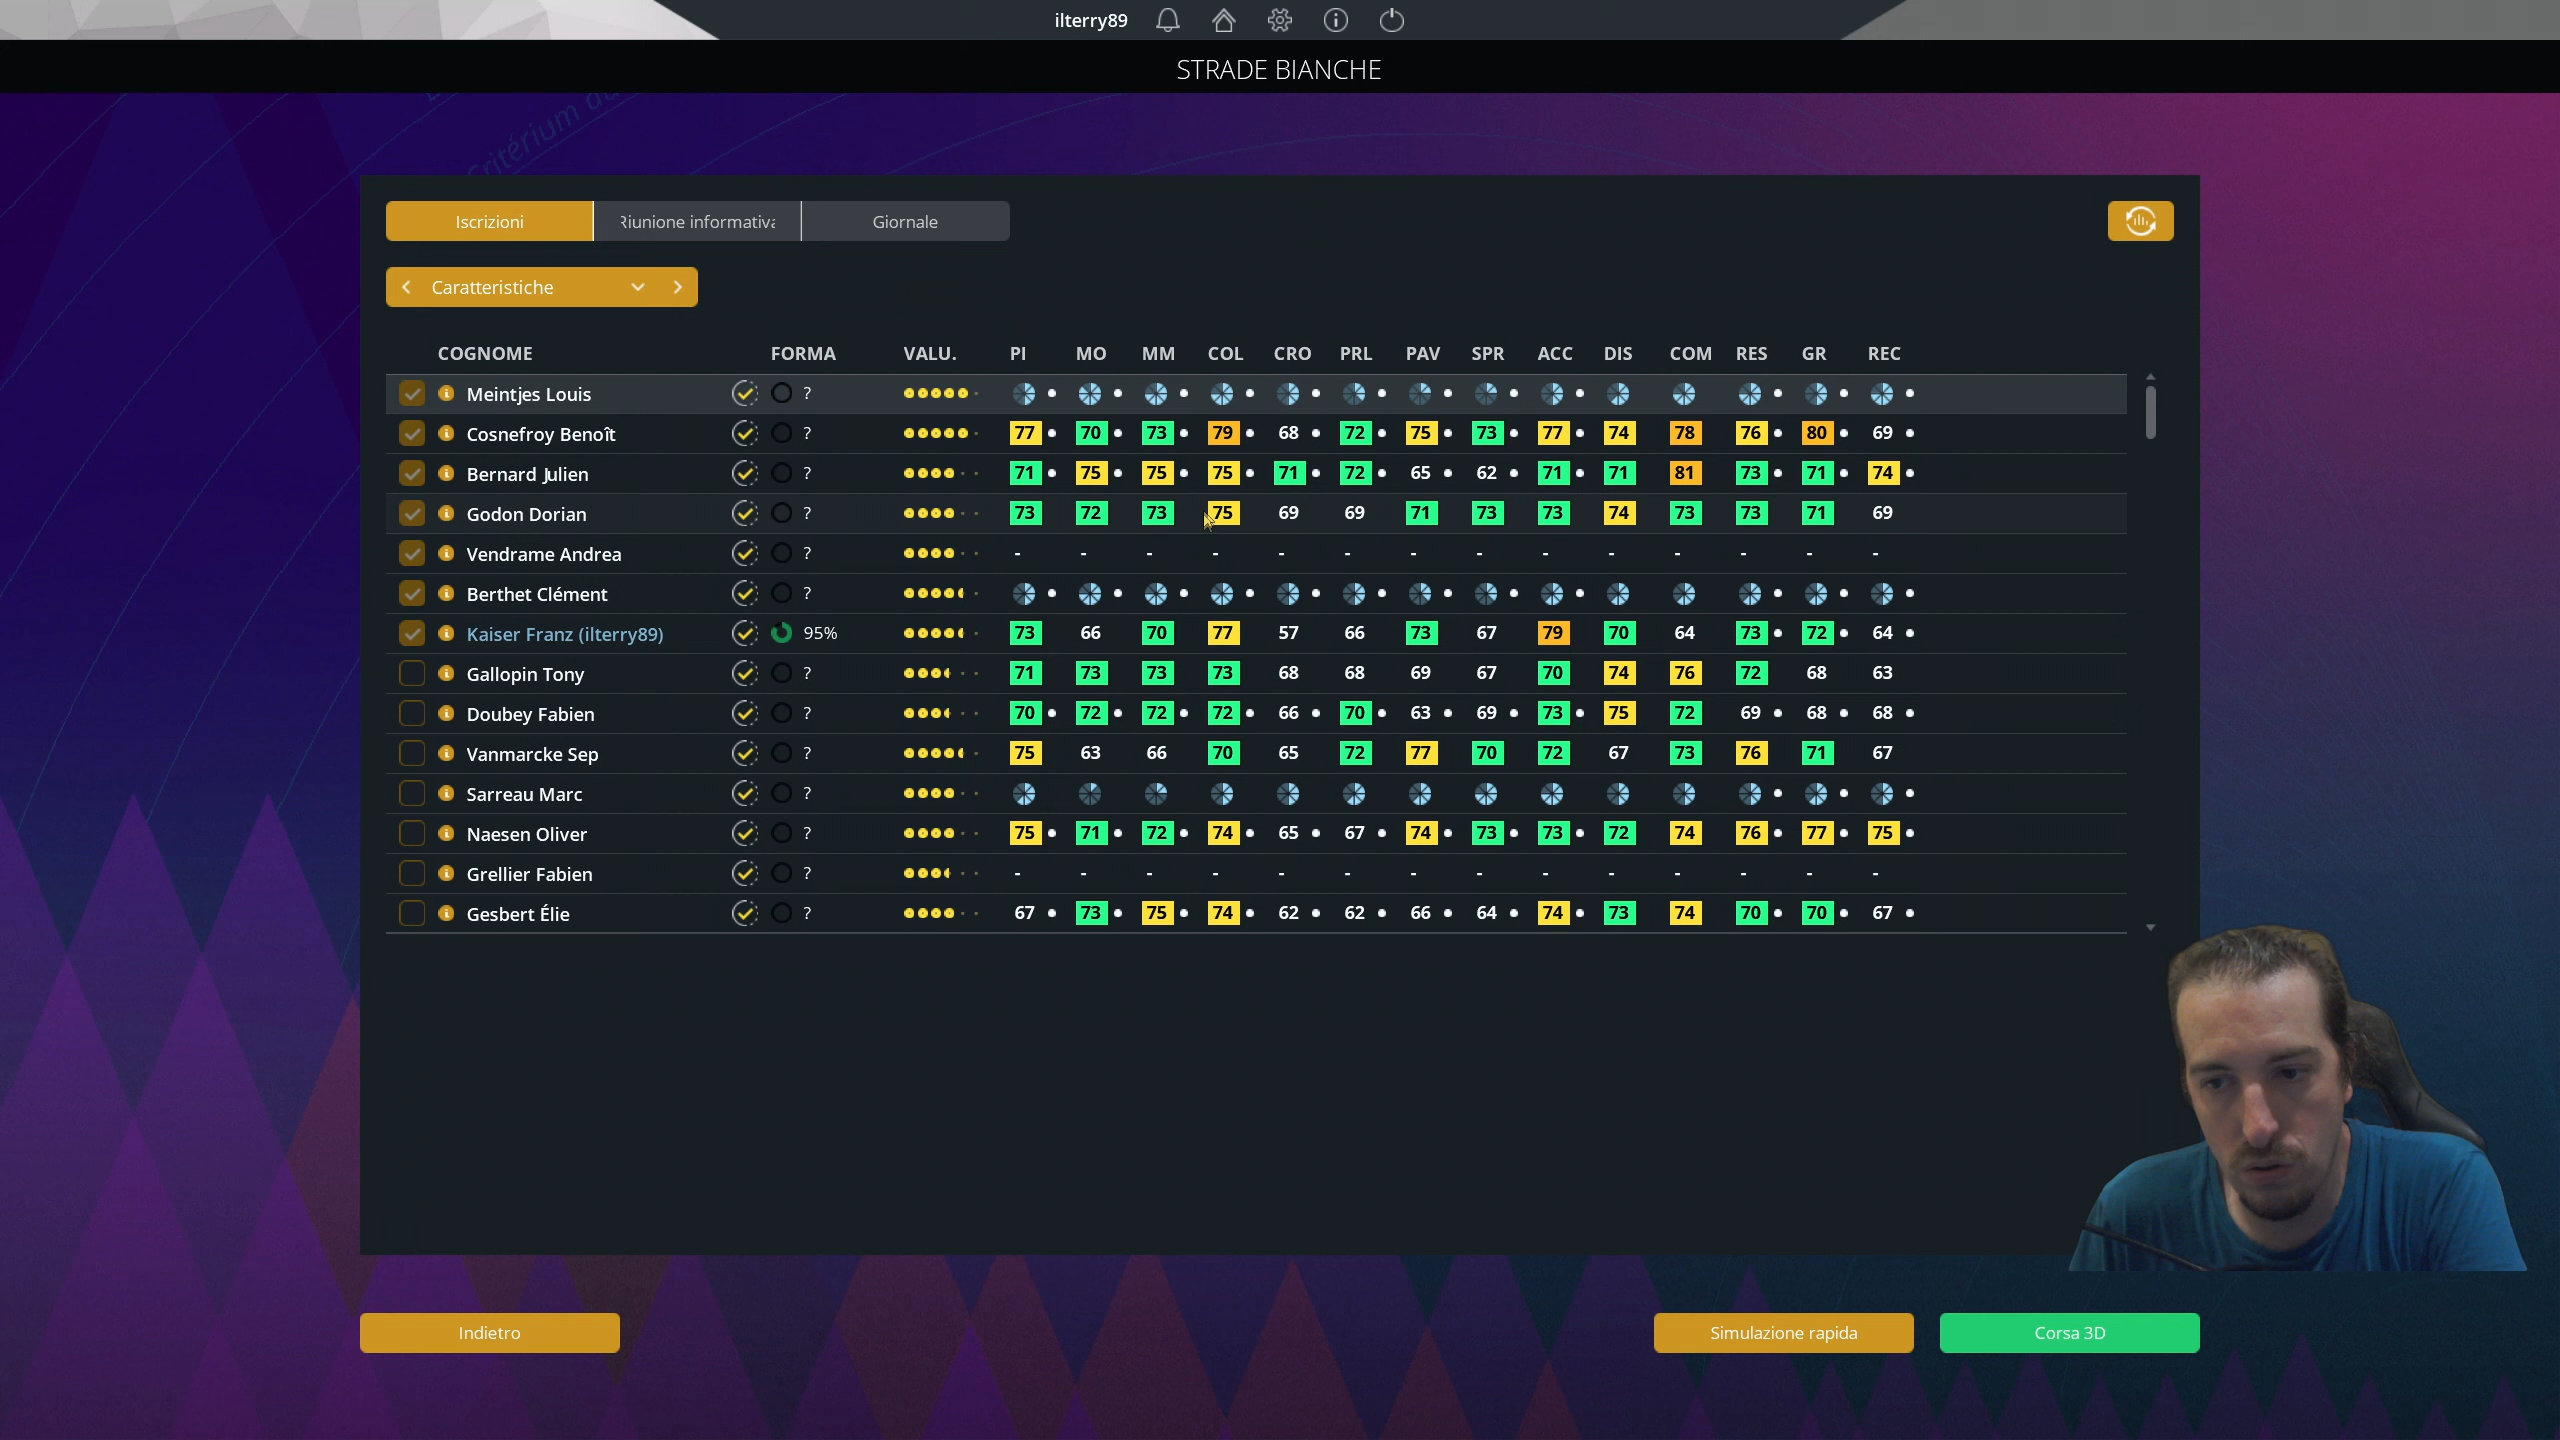 ilterry89
STRADE BIANCHE
Critérium du
Iscrizioni
Riunione informativa
Giornale
Caratteristiche
COGNOME FORMA VALU. PI MO MM COL CRO PRL PAV SPR ACC DIS COM RES GR REC
Meintjes Louis ?
Cosnefroy Benoît ? 77 70 73 79 68 72 75 73 77 74 78 76 80 69
Bernard Julien ? 71 75 75 75 71 72 65 62 71 71 81 73 71 74
Godon Dorian ? 73 72 73 75 69 69 71 73 73 74 73 73 71 69
Vendrame Andrea ? - - - - - - - - - - - - - -
Berthet Clément ?
Kaiser Franz (ilterry89) 95% 73 66 70 77 57 66 73 67 79 70 64 73 72 64
Gallopin Tony ? 71 73 73 73 68 68 69 67 70 74 76 72 68 63
Doubey Fabien ? 70 72 72 72 66 70 63 69 73 75 72 69 68 68
Vanmarcke Sep ? 75 63 66 70 65 72 77 70 72 67 73 76 71 67
Sarreau Marc ?
Naesen Oliver ? 75 71 72 74 65 67 74 73 73 72 74 76 77 75
Grellier Fabien ? - - - - - - - - - - - - - -
Gesbert Élie ? 67 73 75 74 62 62 66 64 74 73 74 70 70 67
Indietro
Simulazione rapida
Corsa 3D